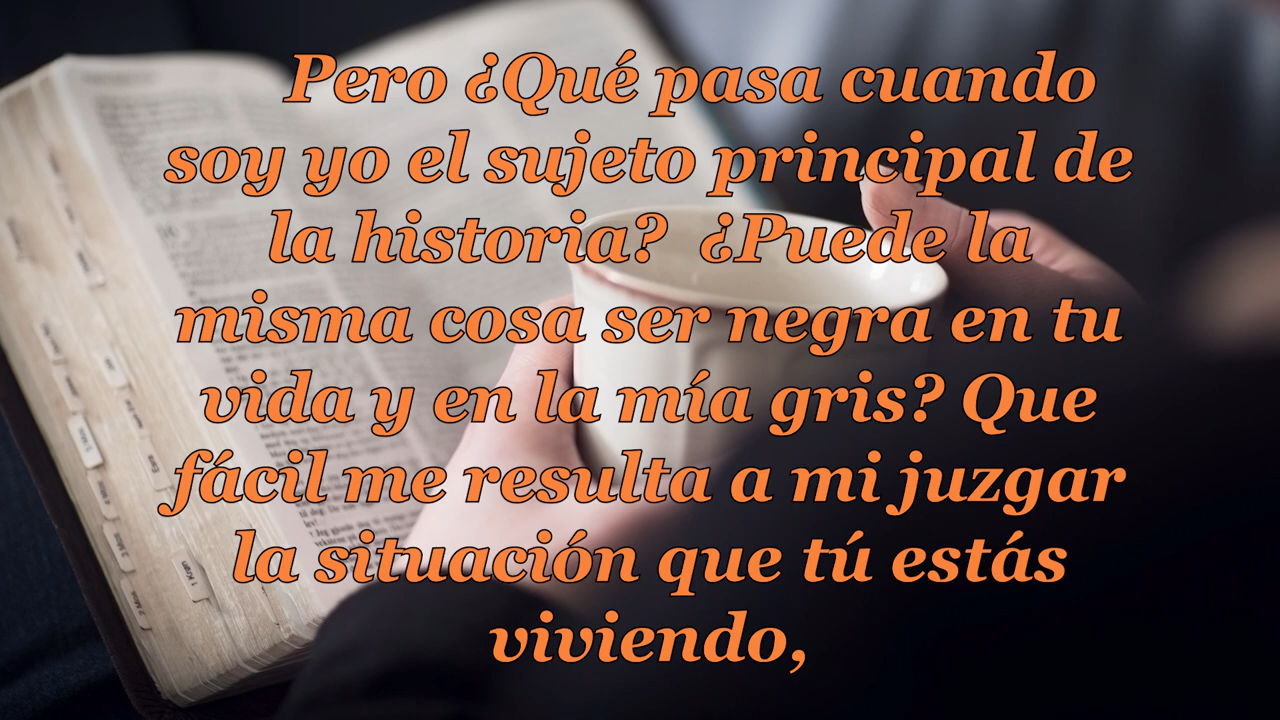 Pero ¿Qué pasa cuando
soy yo el sujeto principal de
la historia? ¿Puede la
misma cosa ser negra en tu
vida y en la mía gris? Que
fácil me resulta a mi juzgar
la situación que tú estás
viviendo,